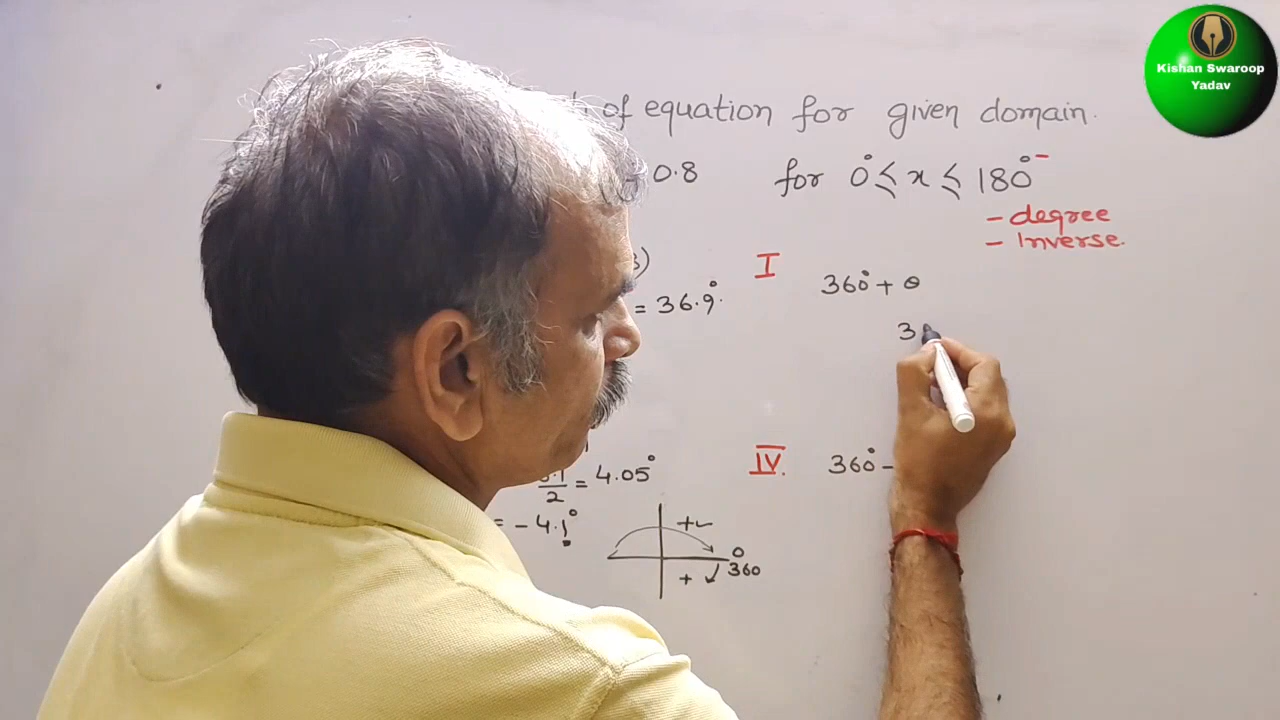 Kishan Swaroop
Yadav
of equation for given domain.
0.8 for 0° ⩽ x ⩽ 180°
- degree
- Inverse.
I 360° + θ
= 36.9°.
3
IV. 360° -
2 = 4.05°
= - 4.1°
+
0
+ 360